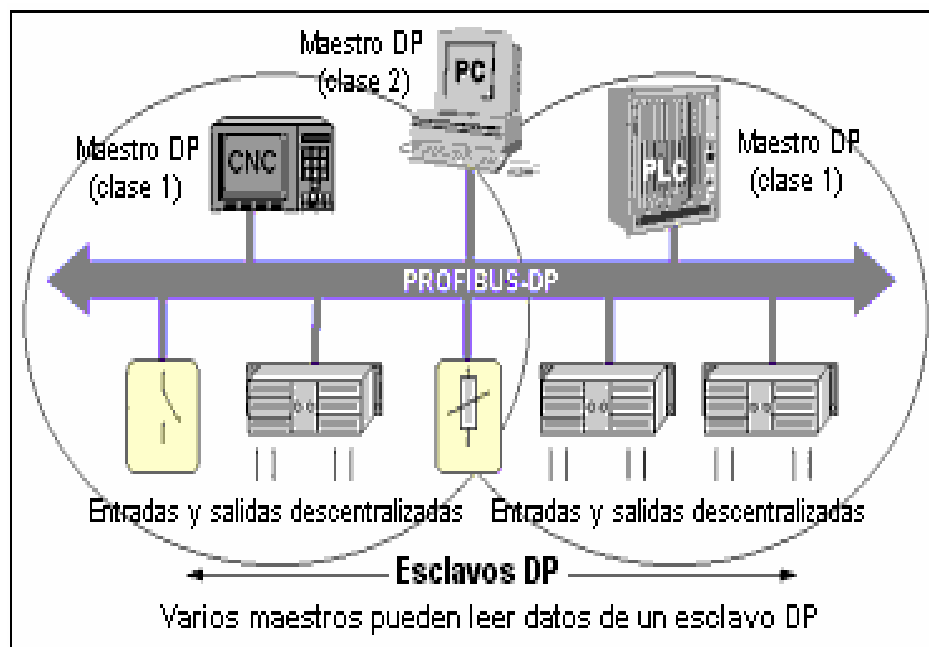 Maestro DP
(clase 2)
PC
Maestro DP
(clase 1)
CNC
PLC
Maestro DP
(clase 1)
PROFIBUS-DP
Entradas y salidas descentralizadas
Entradas y salidas descentralizadas
Esclavos DP
Varios maestros pueden leer datos de un esclavo DP